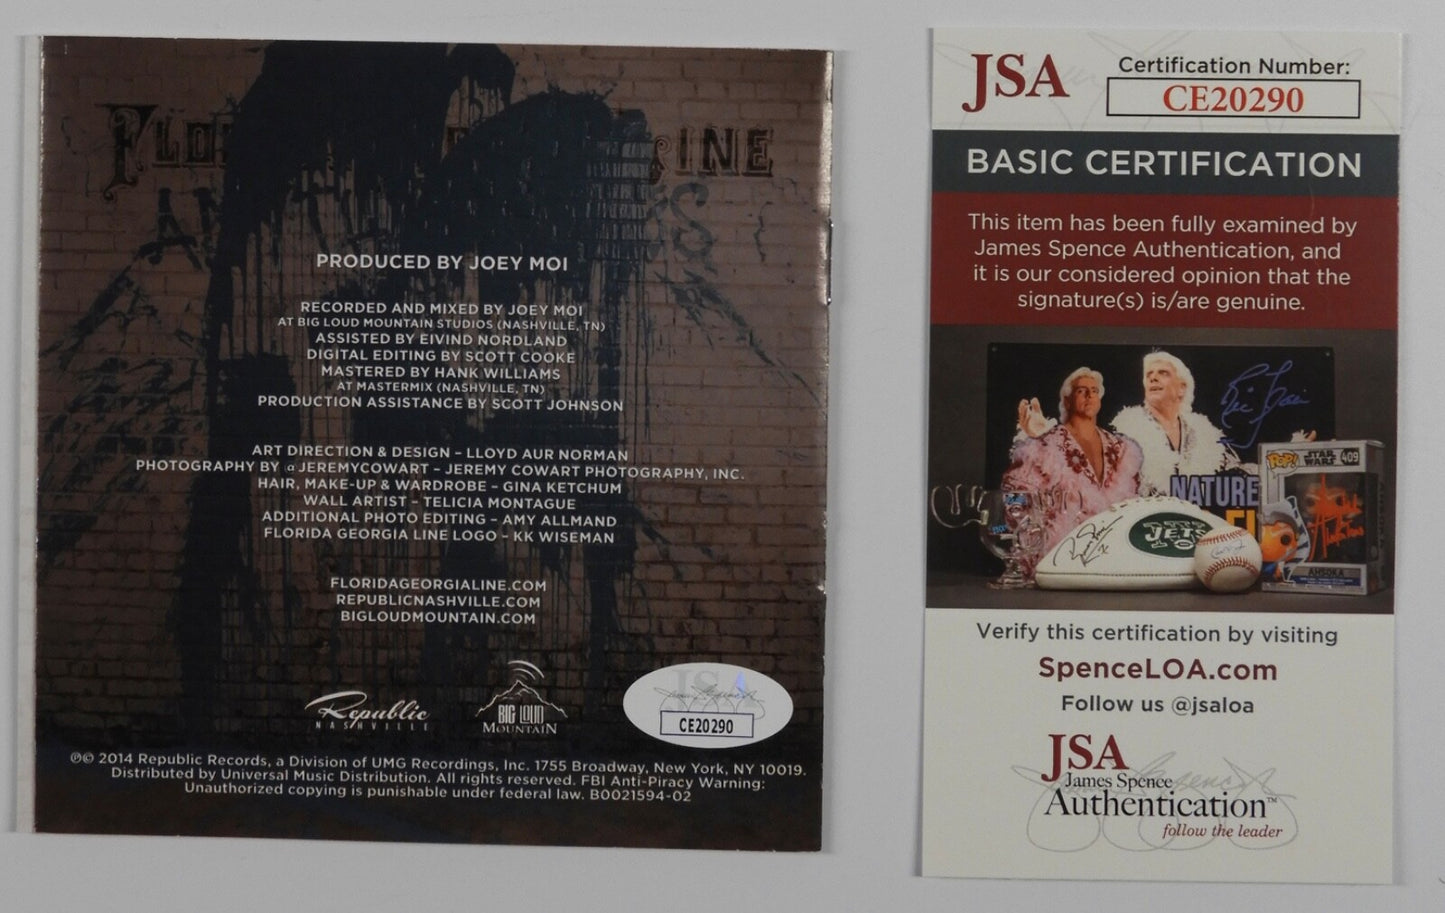 FLO RINE
AN
PRODUCED BY JOEY MOI
RECORDED AND MIXED BY JOEY MOI
AT BIG LOUD MOUNTAIN STUDIOS (NASHVILLE, TN)
ASSISTED BY EIVIND NORDLAND
DIGITAL EDITING BY SCOTT COOKE
MASTERED BY HANK WILLIAMS
AT MASTERMIX (NASHVILLE, TN)
PRODUCTION ASSISTANCE BY SCOTT JOHNSON
ART DIRECTION & DESIGN – LLOYD AUR NORMAN
PHOTOGRAPHY BY @JEREMYCOWART – JEREMY COWART PHOTOGRAPHY, INC.
HAIR, MAKE-UP & WARDROBE – GINA KETCHUM
WALL ARTIST – TELICIA MONTAGUE
ADDITIONAL PHOTO EDITING – AMY ALLMAND
FLORIDA GEORGIA LINE LOGO – KK WISEMAN
FLORIDAGEORGIALINE.COM
REPUBLICNASHVILLE.COM
BIGLOUDMOUNTAIN.COM
Republic
NASHVILLE
BIG LOUD
MOUNTAIN
JSA
CE20290
℗© 2014 Republic Records, a Division of UMG Recordings, Inc. 1755 Broadway, New York, NY 10019.
Distributed by Universal Music Distribution. All rights reserved. FBI Anti-Piracy Warning:
Unauthorized copying is punishable under federal law. B0021594-02
JSA
Certification Number:
CE20290
BASIC CERTIFICATION
This item has been fully examined by
James Spence Authentication, and
it is our considered opinion that the
signature(s) is/are genuine.
Ric Flair
NATURE
POP! STAR WARS 409
JETS
AHSOKA
Verify this certification by visiting
SpenceLOA.com
Follow us @jsaloa
JSA
James Spence
Authentication™
follow the leader